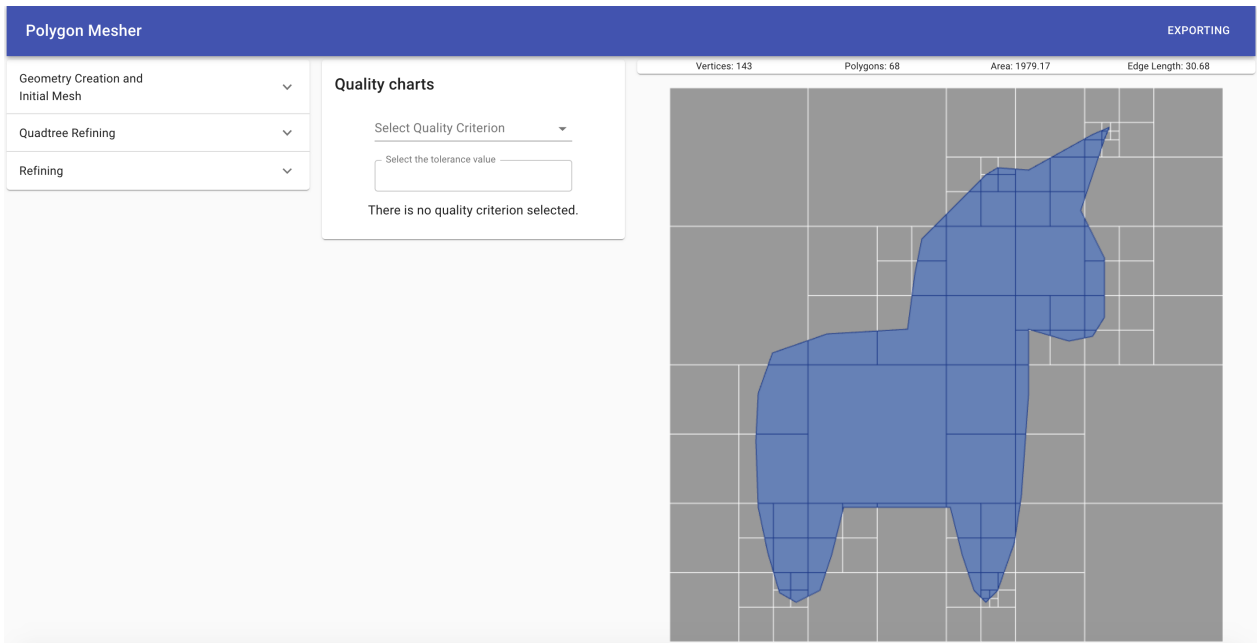 Polygon Mesher
EXPORTING
Geometry Creation and
Initial Mesh
Quadtree Refining
Refining
Quality charts
Select Quality Criterion
Select the tolerance value
There is no quality criterion selected.
Vertices: 143
Polygons: 68
Area: 1979.17
Edge Length: 30.68